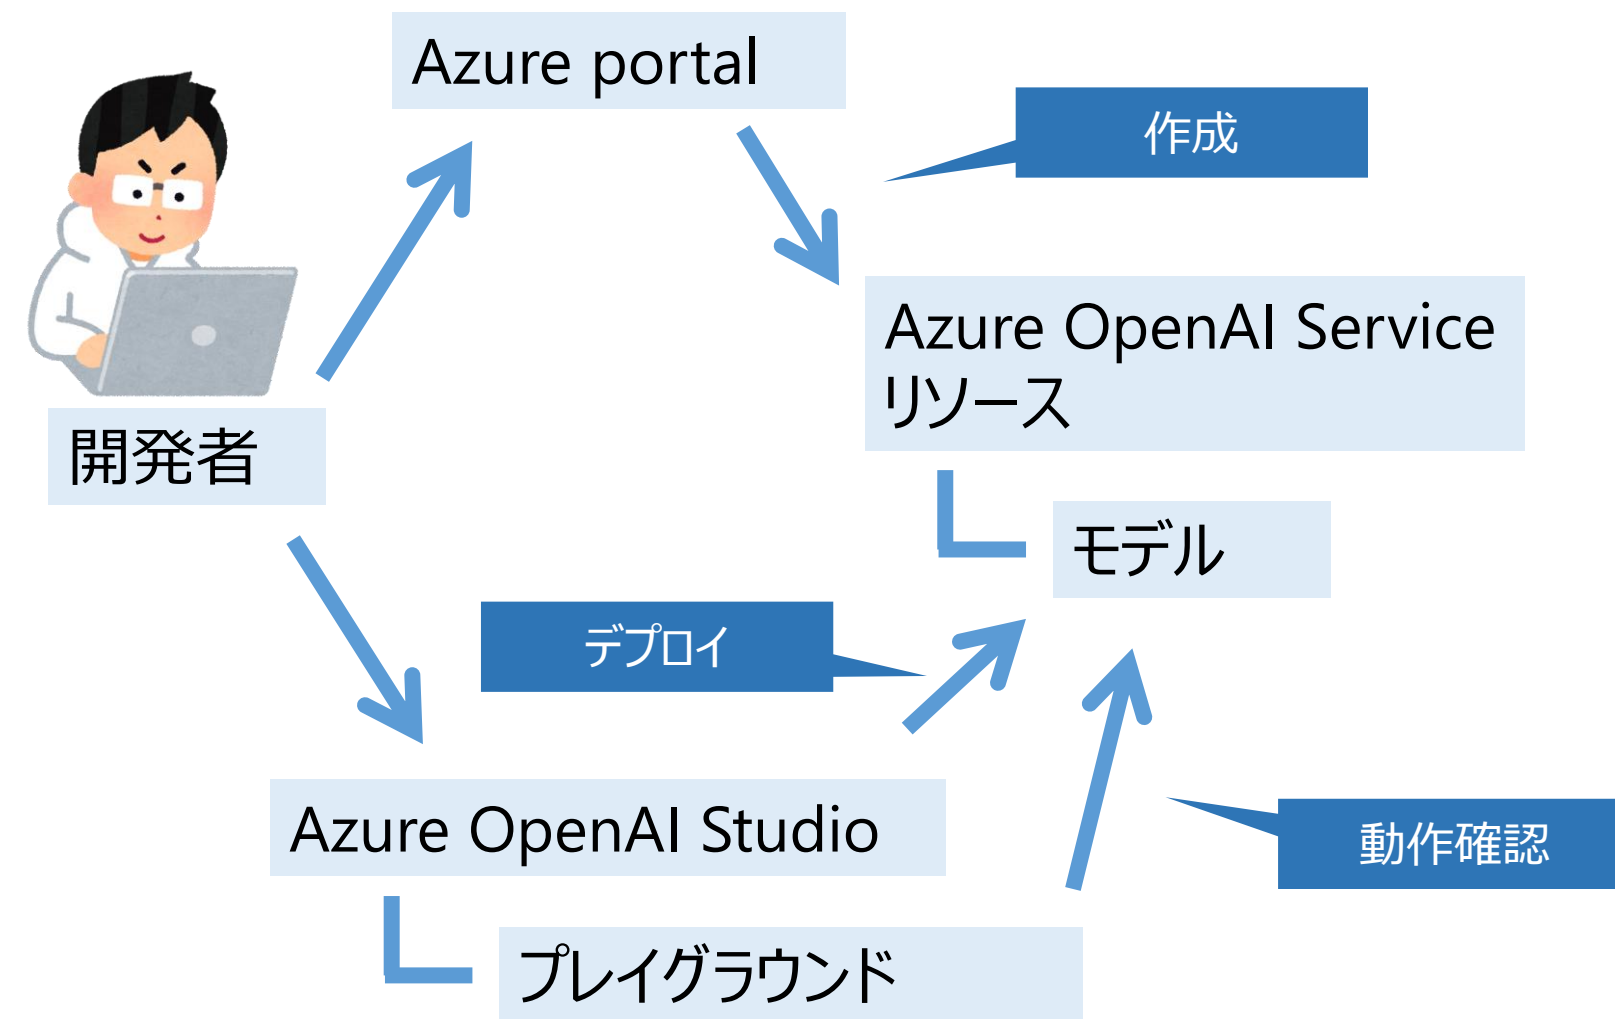 Azure portal
作成
Azure OpenAI Service
リソース
開発者
モデル
デプロイ
Azure OpenAI Studio
動作確認
プレイグラウンド